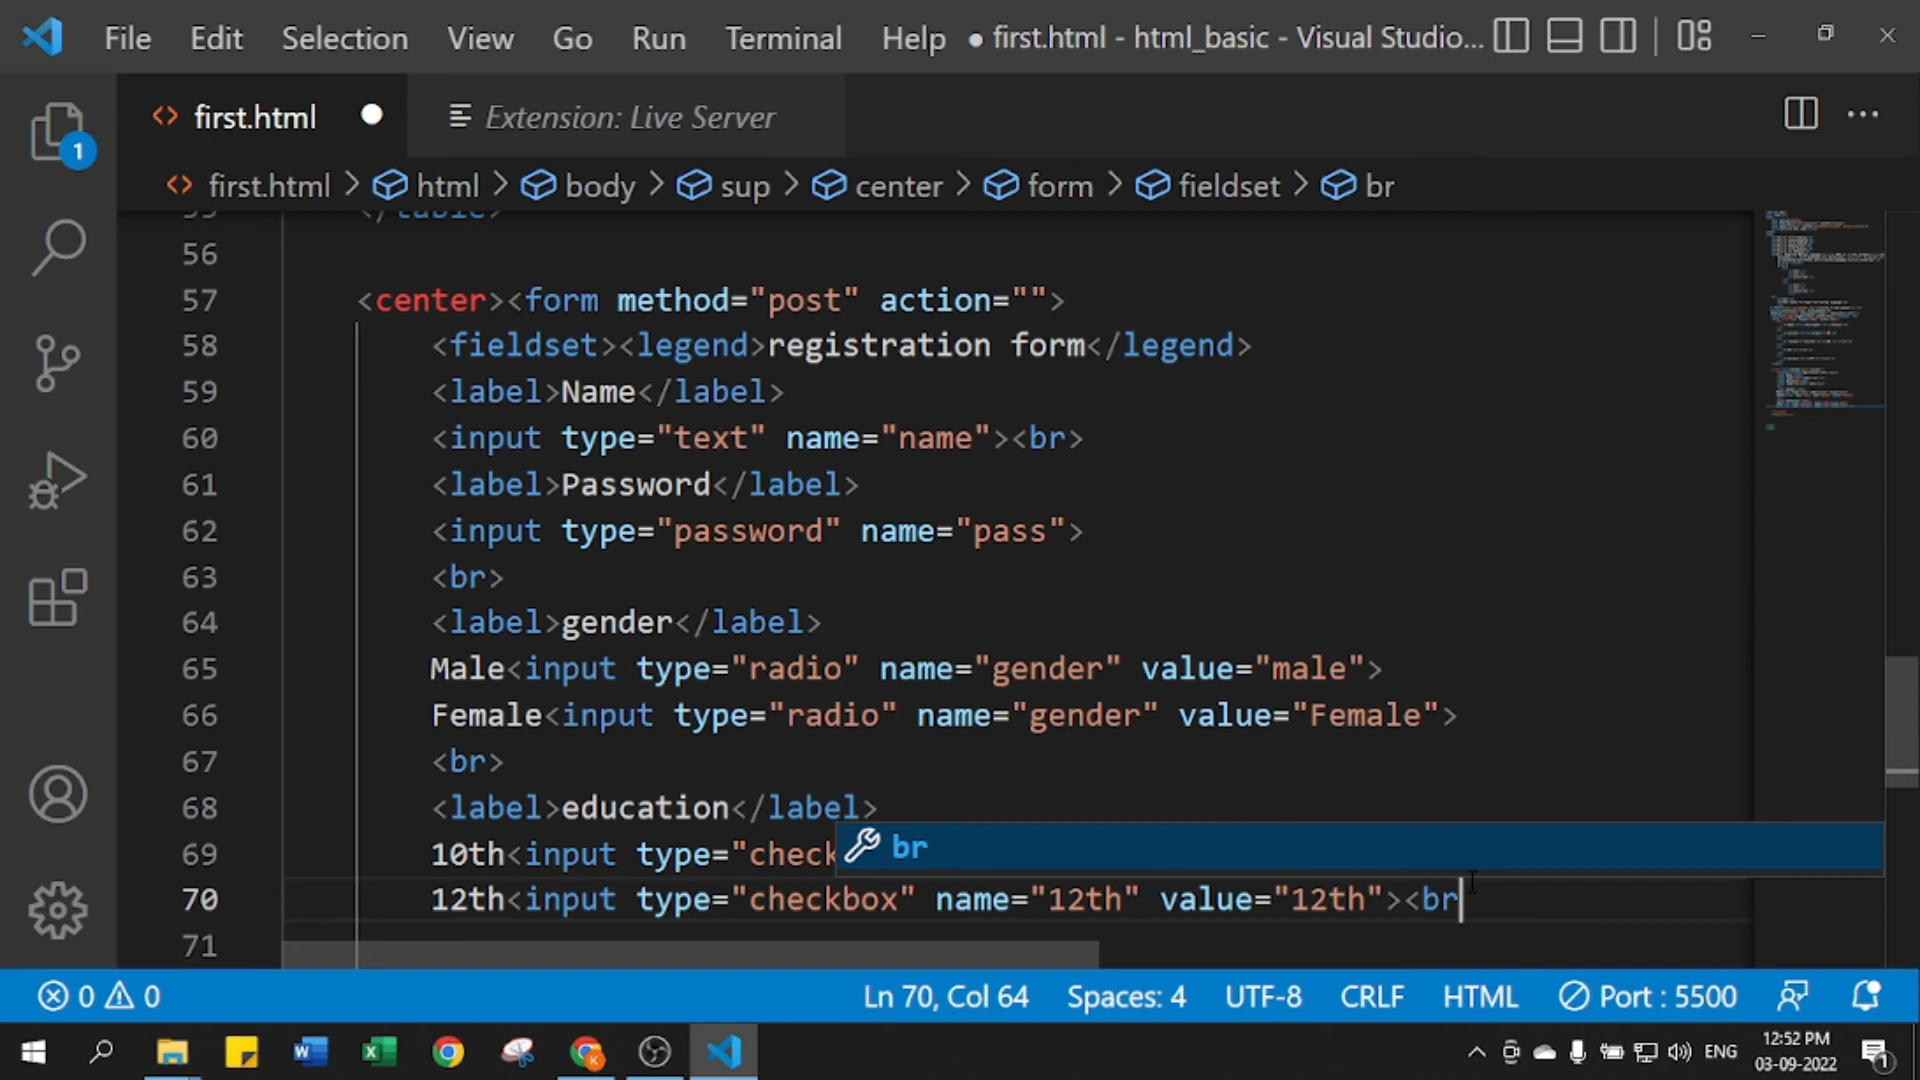 File Edit Selection View Go Run Terminal Help ● first.html - html_basic - Visual Studio...
first.html ● Extension: Live Server
first.html > html > body > sup > center > form > fieldset > br
55 </table>
56
57 <center><form method="post" action="">
58 <fieldset><legend>registration form</legend>
59 <label>Name</label>
60 <input type="text" name="name"><br>
61 <label>Password</label>
62 <input type="password" name="pass">
63 <br>
64 <label>gender</label>
65 Male<input type="radio" name="gender" value="male">
66 Female<input type="radio" name="gender" value="Female">
67 <br>
68 <label>education</label>
69 10th<input type="check
br
70 12th<input type="checkbox" name="12th" value="12th"><br
71
1
0 0 Ln 70, Col 64 Spaces: 4 UTF-8 CRLF HTML Port : 5500
ENG 12:52 PM
03-09-2022
1